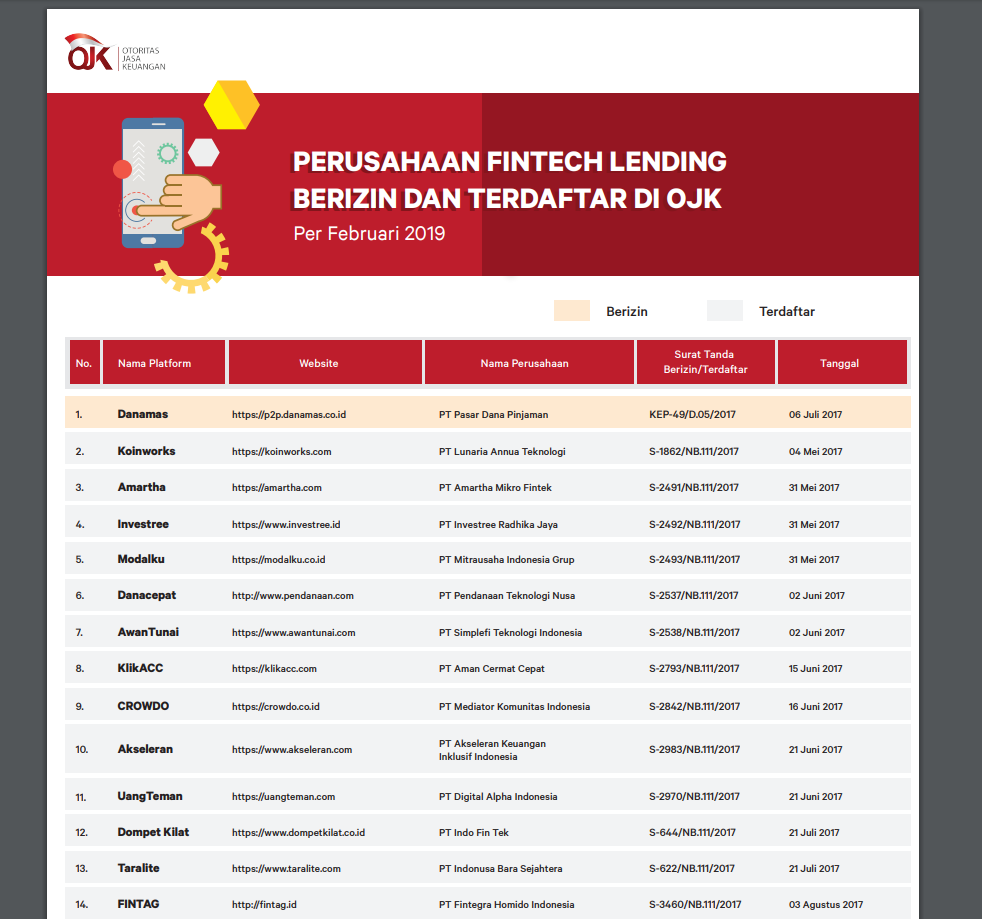 OJK OTORITAS
JASA
KEUANGAN
PERUSAHAAN FINTECH LENDING
BERIZIN DAN TERDAFTAR DI OJK
Per Februari 2019
Berizin Terdaftar
No. Nama Platform Website Nama Perusahaan Surat Tanda Berizin/Terdaftar Tanggal
1. Danamas https://p2p.danamas.co.id PT Pasar Dana Pinjaman KEP-49/D.05/2017 06 Juli 2017
2. Koinworks https://koinworks.com PT Lunaria Annua Teknologi S-1862/NB.111/2017 04 Mei 2017
3. Amartha https://amartha.com PT Amartha Mikro Fintek S-2491/NB.111/2017 31 Mei 2017
4. Investree https://www.investree.id PT Investree Radhika Jaya S-2492/NB.111/2017 31 Mei 2017
5. Modalku https://modalku.co.id PT Mitrausaha Indonesia Grup S-2493/NB.111/2017 31 Mei 2017
6. Danacepat http://www.pendanaan.com PT Pendanaan Teknologi Nusa S-2537/NB.111/2017 02 Juni 2017
7. AwanTunai https://www.awantunai.com PT Simplefi Teknologi Indonesia S-2538/NB.111/2017 02 Juni 2017
8. KlikACC https://klikacc.com PT Aman Cermat Cepat S-2793/NB.111/2017 15 Juni 2017
9. CROWDO https://crowdo.co.id PT Mediator Komunitas Indonesia S-2842/NB.111/2017 16 Juni 2017
10. Akseleran https://www.akseleran.com PT Akseleran Keuangan Inklusif Indonesia S-2983/NB.111/2017 21 Juni 2017
11. UangTeman https://uangteman.com PT Digital Alpha Indonesia S-2970/NB.111/2017 21 Juni 2017
12. Dompet Kilat https://www.dompetkilat.co.id PT Indo Fin Tek S-644/NB.111/2017 21 Juli 2017
13. Taralite https://www.taralite.com PT Indonusa Bara Sejahtera S-622/NB.111/2017 21 Juli 2017
14. FINTAG http://fintag.id PT Fintegra Homido Indonesia S-3460/NB.111/2017 03 Agustus 2017